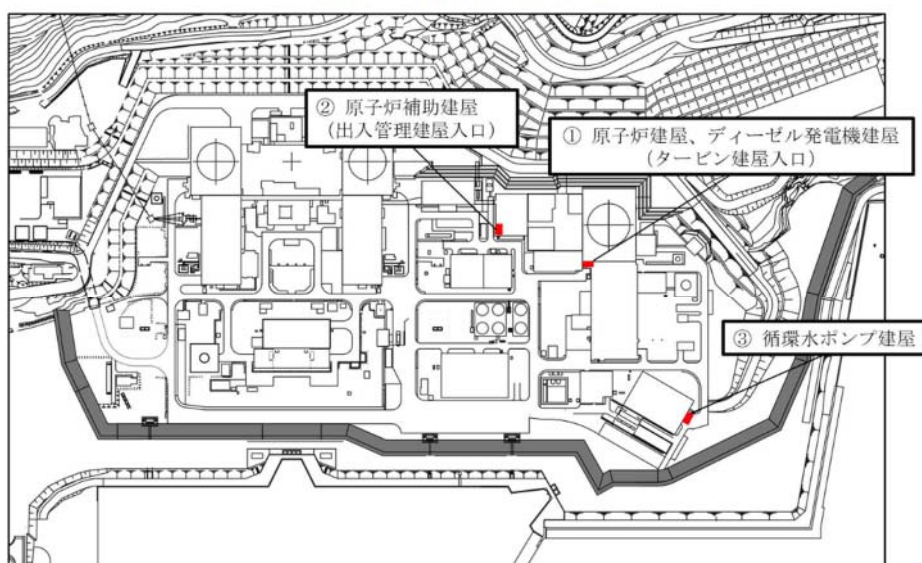 ② 原子炉補助建屋
(出入管理建屋入口)
① 原子炉建屋、ディーゼル発電機建屋
(タービン建屋入口)
③ 循環水ポンプ建屋